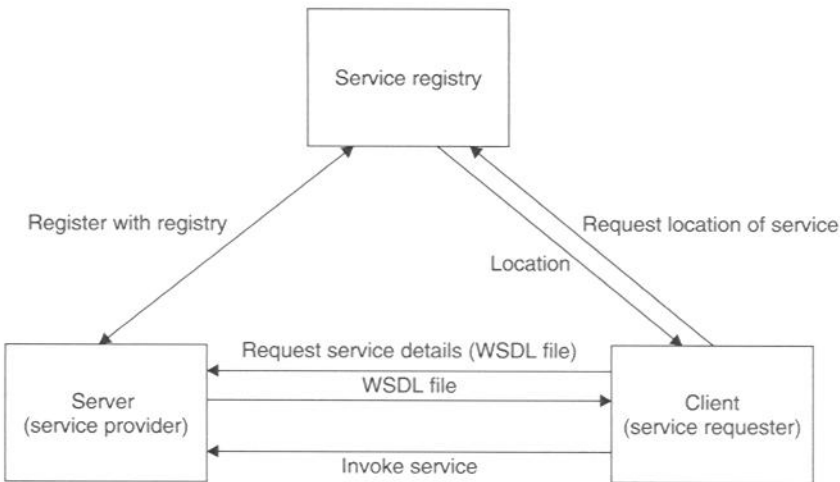 Service registry
Register with registry
Request location of service
Location
Request service details (WSDL file)
WSDL file
Server
(service provider)
Client
(service requester)
Invoke service